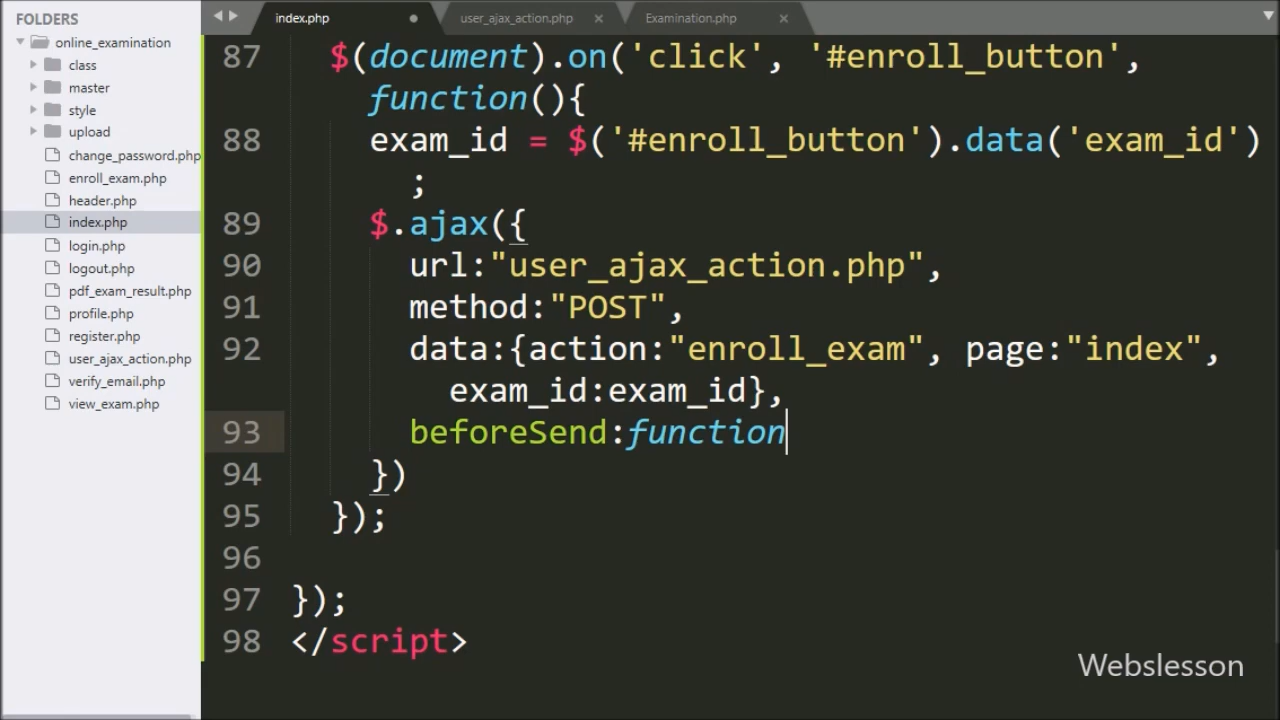 FOLDERS
online_examination
class
master
style
upload
change_password.php
enroll_exam.php
header.php
index.php
login.php
logout.php
pdf_exam_result.php
profile.php
register.php
user_ajax_action.php
verify_email.php
view_exam.php
index.php
user_ajax_action.php
Examination.php
87 $(document).on('click', '#enroll_button',
function(){
88 exam_id = $('#enroll_button').data('exam_id')
;
89 $.ajax({
90 url:"user_ajax_action.php",
91 method:"POST",
92 data:{action:"enroll_exam", page:"index",
exam_id:exam_id},
93 beforeSend:function
94 })
95 });
96
97 });
98 </script>
Webslesson